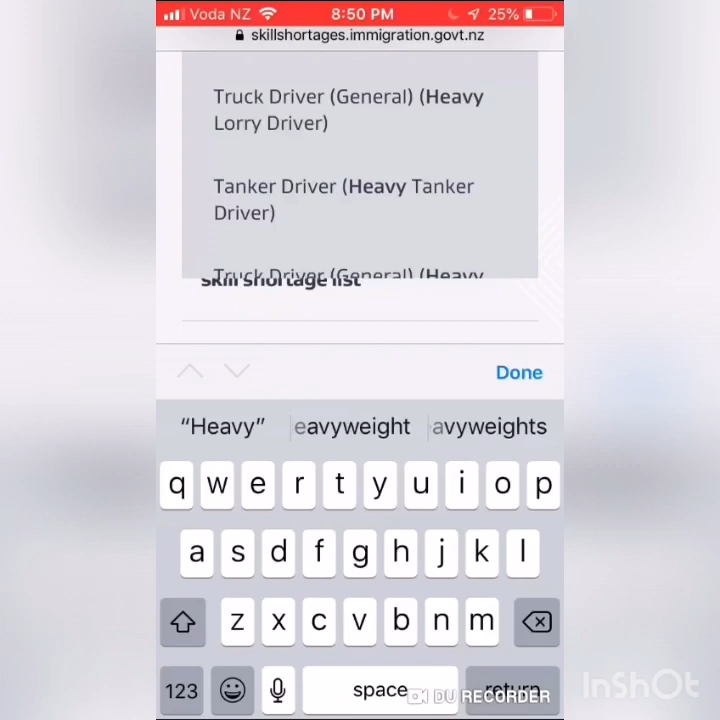 Voda NZ 8:50 PM 25%
skillshortages.immigration.govt.nz
Truck Driver (General) (Heavy
Lorry Driver)
Tanker Driver (Heavy Tanker
Driver)
Truck Driver (General) (Heavy
skill shortage list
Done
“Heavy” eavyweight avyweights
q w e r t y u i o p
a s d f g h j k l
z x c v b n m
123 space return
DU RECORDER
InShOt